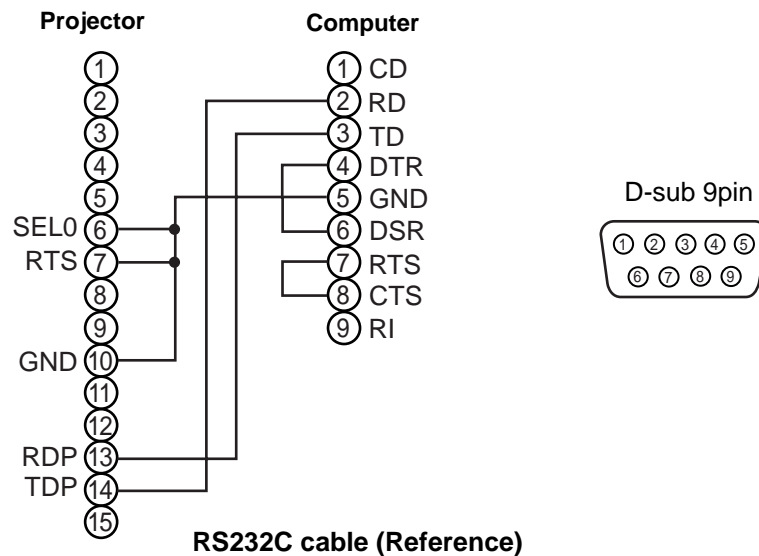 Projector Computer
1 1 CD
2 2 RD
3 3 TD
4 4 DTR
5 5 GND
SEL0 6 6 DSR
RTS 7 7 RTS
8 8 CTS
9 9 RI
GND 10
11
12
RDP 13
TDP 14
15
D-sub 9pin
1 2 3 4 5
6 7 8 9
RS232C cable (Reference)